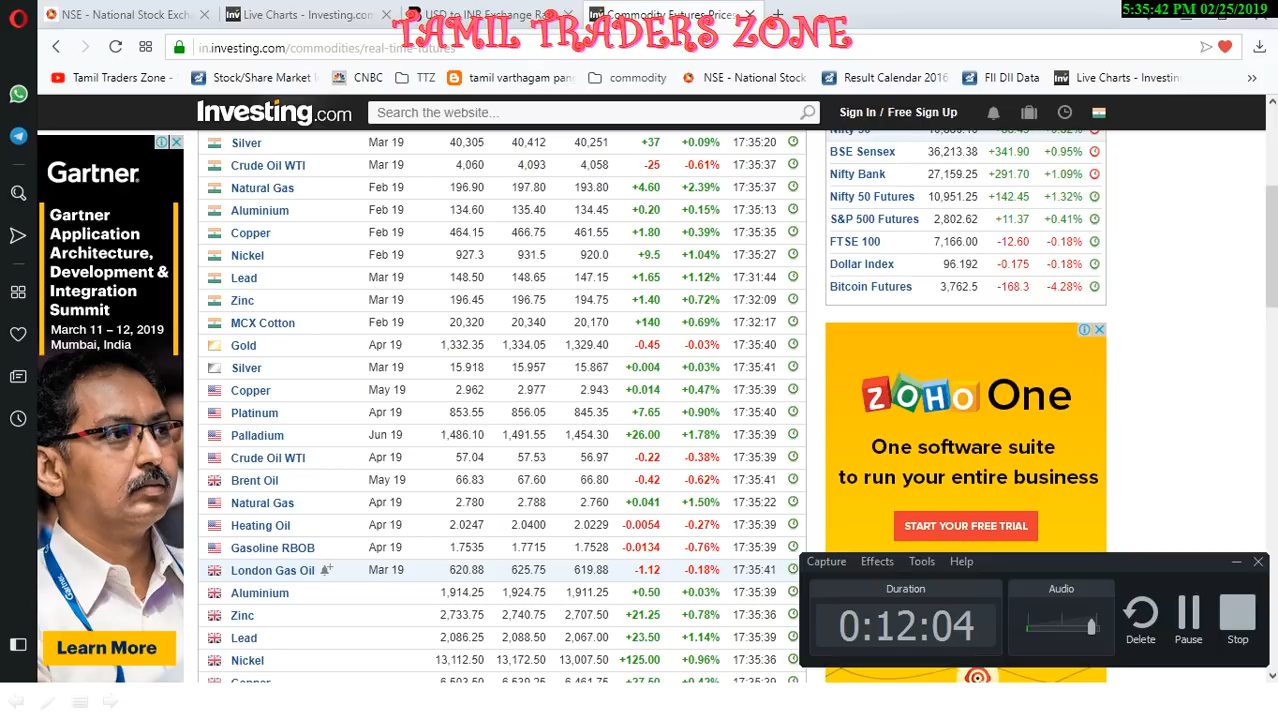 NSE - National Stock Exch
Live Charts - Investing.com
USD to INR Exchange Ra
Commodity Futures Prices
5:35:42 PM 02/25/2019
TAMIL TRADERS ZONE
in.investing.com/commodities/real-time-futures
Tamil Traders Zone - Stock/Share Market I CNBC TTZ tamil varthagam pan commodity NSE - National Stock Result Calendar 2016 FII DII Data Live Charts - Investin »
Investing.com Search the website... Sign In / Free Sign Up
Gartner
Gartner
Application
Architecture,
Development &
Integration
Summit
March 11 – 12, 2019
Mumbai, India
Learn More
Silver Mar 19 40,305 40,412 40,251 +37 +0.09% 17:35:20
Crude Oil WTI Mar 19 4,060 4,093 4,058 -25 -0.61% 17:35:37
Natural Gas Feb 19 196.90 197.80 193.80 +4.60 +2.39% 17:35:37
Aluminium Feb 19 134.60 135.40 134.45 +0.20 +0.15% 17:35:13
Copper Feb 19 464.15 466.75 461.55 +1.80 +0.39% 17:35:35
Nickel Feb 19 927.3 931.5 920.0 +9.5 +1.04% 17:35:27
Lead Mar 19 148.50 148.65 147.15 +1.65 +1.12% 17:31:44
Zinc Mar 19 196.45 196.75 194.75 +1.40 +0.72% 17:32:09
MCX Cotton Feb 19 20,320 20,340 20,170 +140 +0.69% 17:32:17
Gold Apr 19 1,332.35 1,334.05 1,329.40 -0.45 -0.03% 17:35:40
Silver Mar 19 15.918 15.957 15.867 +0.004 +0.03% 17:35:41
Copper May 19 2.962 2.977 2.943 +0.014 +0.47% 17:35:39
Platinum Apr 19 853.55 856.05 845.35 +7.65 +0.90% 17:35:40
Palladium Jun 19 1,486.10 1,491.55 1,454.30 +26.00 +1.78% 17:35:39
Crude Oil WTI Apr 19 57.04 57.53 56.97 -0.22 -0.38% 17:35:39
Brent Oil May 19 66.83 67.60 66.80 -0.42 -0.62% 17:35:41
Natural Gas Apr 19 2.780 2.788 2.760 +0.041 +1.50% 17:35:22
Heating Oil Apr 19 2.0247 2.0400 2.0229 -0.0054 -0.27% 17:35:39
Gasoline RBOB Apr 19 1.7535 1.7715 1.7528 -0.0134 -0.76% 17:35:39
London Gas Oil Mar 19 620.88 625.75 619.88 -1.12 -0.18% 17:35:41
Aluminium 1,914.25 1,924.75 1,911.25 +0.50 +0.03% 17:35:39
Zinc 2,733.75 2,740.75 2,707.50 +21.25 +0.78% 17:35:36
Lead 2,086.25 2,088.50 2,067.00 +23.50 +1.14% 17:35:39
Nickel 13,112.50 13,172.50 13,007.50 +125.00 +0.96% 17:35:36
Nifty 50
BSE Sensex 36,213.38 +341.90 +0.95%
Nifty Bank 27,159.25 +291.70 +1.09%
Nifty 50 Futures 10,951.25 +142.45 +1.32%
S&P 500 Futures 2,802.62 +11.37 +0.41%
FTSE 100 7,166.00 -12.60 -0.18%
Dollar Index 96.192 -0.175 -0.18%
Bitcoin Futures 3,762.5 -168.3 -4.28%
ZOHO One
One software suite
to run your entire business
START YOUR FREE TRIAL
Capture Effects Tools Help
Duration
0:12:04
Audio
Delete Pause Stop